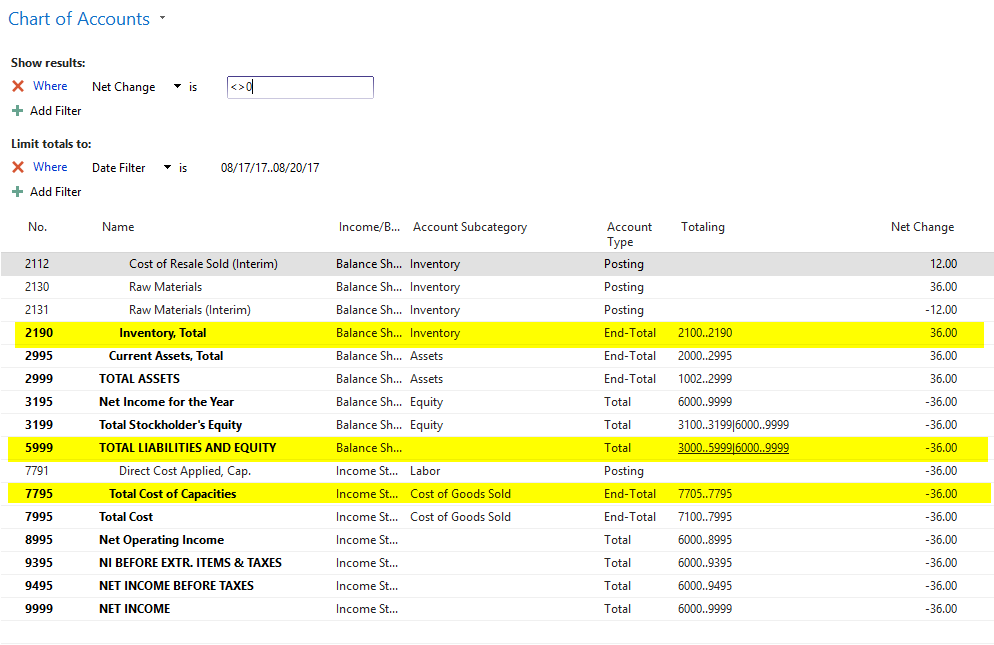 Chart of Accounts
Show results:
Where Net Change is <>0
Add Filter
Limit totals to:
Where Date Filter is 08/17/17..08/20/17
Add Filter
No. Name Income/B... Account Subcategory Account Type Totaling Net Change
2112 Cost of Resale Sold (Interim) Balance Sh... Inventory Posting 12.00
2130 Raw Materials Balance Sh... Inventory Posting 36.00
2131 Raw Materials (Interim) Balance Sh... Inventory Posting -12.00
2190 Inventory, Total Balance Sh... Inventory End-Total 2100..2190 36.00
2995 Current Assets, Total Balance Sh... Assets End-Total 2000..2995 36.00
2999 TOTAL ASSETS Balance Sh... Assets End-Total 1002..2999 36.00
3195 Net Income for the Year Balance Sh... Equity Total 6000..9999 -36.00
3199 Total Stockholder's Equity Balance Sh... Equity Total 3100..3199|6000..9999 -36.00
5999 TOTAL LIABILITIES AND EQUITY Balance Sh... Total 3000..5999|6000..9999 -36.00
7791 Direct Cost Applied, Cap. Income St... Labor Posting -36.00
7795 Total Cost of Capacities Income St... Cost of Goods Sold End-Total 7705..7795 -36.00
7995 Total Cost Income St... Cost of Goods Sold End-Total 7100..7995 -36.00
8995 Net Operating Income Income St... Total 6000..8995 -36.00
9395 NI BEFORE EXTR. ITEMS & TAXES Income St... Total 6000..9395 -36.00
9495 NET INCOME BEFORE TAXES Income St... Total 6000..9495 -36.00
9999 NET INCOME Income St... Total 6000..9999 -36.00